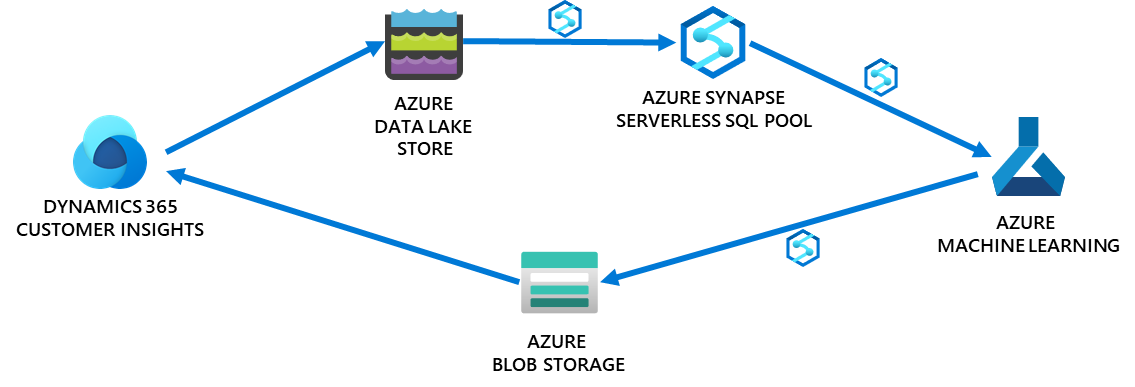 AZURE
DATA LAKE
STORE
AZURE SYNAPSE
SERVERLESS SQL POOL
DYNAMICS 365
CUSTOMER INSIGHTS
AZURE
MACHINE LEARNING
AZURE
BLOB STORAGE